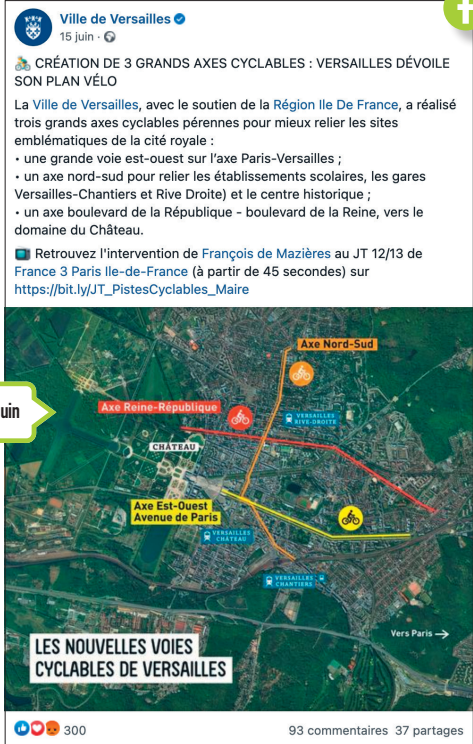 Ville de Versailles
15 juin ·
CRÉATION DE 3 GRANDS AXES CYCLABLES : VERSAILLES DÉVOILE
SON PLAN VÉLO
La Ville de Versailles, avec le soutien de la Région Ile De France, a réalisé
trois grands axes cyclables pérennes pour mieux relier les sites
emblématiques de la cité royale :
• une grande voie est-ouest sur l'axe Paris-Versailles ;
• un axe nord-sud pour relier les établissements scolaires, les gares
Versailles-Chantiers et Rive Droite) et le centre historique ;
• un axe boulevard de la République - boulevard de la Reine, vers le
domaine du Château.
Retrouvez l'intervention de François de Mazières au JT 12/13 de
France 3 Paris Ile-de-France (à partir de 45 secondes) sur
https://bit.ly/JT_PistesCyclables_Maire
Axe Nord-Sud
Axe Reine-République
VERSAILLES
RIVE-DROITE
uin
CHÂTEAU
Axe Est-Ouest
Avenue de Paris
VERSAILLES
CHÂTEAU
VERSAILLES
CHANTIERS
Vers Paris →
LES NOUVELLES VOIES
CYCLABLES DE VERSAILLES
300
93 commentaires 37 partages